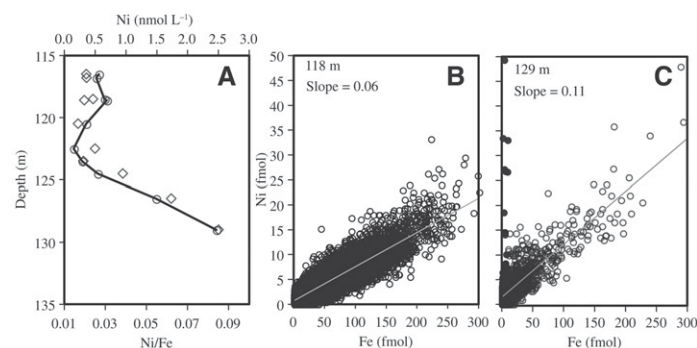 Ni (nmol L⁻¹)
0.0 0.5 1.0 1.5 2.0 2.5 3.0
115
120
125
130
135
Depth (m)
A
0.01 0.03 0.05 0.07 0.09
Ni/Fe
118 m
Slope = 0.06
B
50
45
40
35
30
25
20
15
10
5
0
Ni (fmol)
0 50 100 150 200 250 300
Fe (fmol)
129 m
Slope = 0.11
C
0 50 100 150 200 250 300
Fe (fmol)